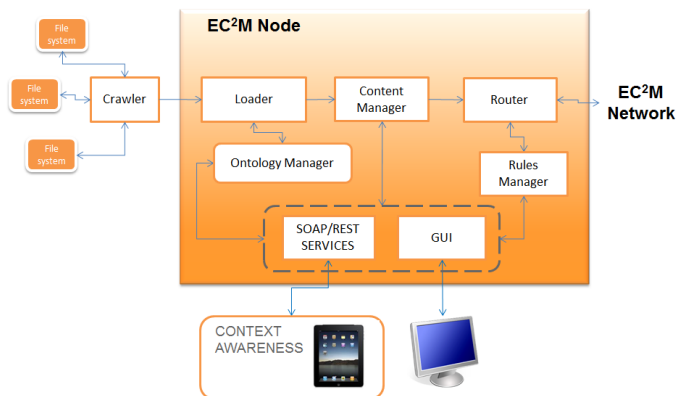 EC²M Node
File
system
File
system
File
system
Crawler
Loader
Content
Manager
Router
EC²M
Network
Ontology Manager
Rules
Manager
SOAP/REST
SERVICES
GUI
CONTEXT
AWARENESS